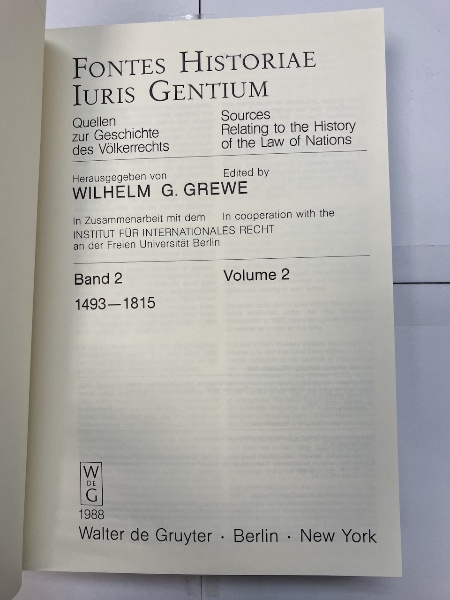 FONTES HISTORIAE
IURIS GENTIUM
Quellen
zur Geschichte
des Völkerrechts
Sources
Relating to the History
of the Law of Nations
Herausgegeben von
Edited by
WILHELM G. GREWE
In Zusammenarbeit mit dem
In cooperation with the
INSTITUT FÜR INTERNATIONALES RECHT
an der Freien Universität Berlin
Band 2
Volume 2
1493—1815
W
DE
G
1988
Walter de Gruyter · Berlin · New York